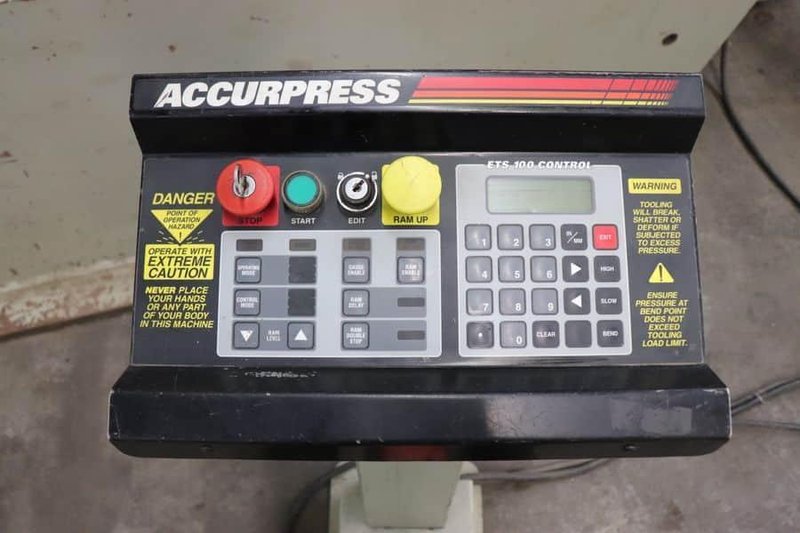 ACCURPRESS
ETS 100 CONTROL
DANGER
POINT OF
OPERATION
HAZARD
!
OPERATE WITH
EXTREME
CAUTION
NEVER PLACE
YOUR HANDS
OR ANY PART
OF YOUR BODY
IN THIS MACHINE
STOP
START
EDIT
RAM UP
OPERATING
MODE
GAUGE
ENABLE
RAM
ENABLE
CONTROL
MODE
RAM
DELAY
RAM
LEVEL
RAM
DOUBLE
STOP
1 2 3 IN/MM ENT
4 5 6 HIGH
7 8 9 SLOW
0 CLEAR BEND
WARNING
TOOLING
WILL BREAK,
SHATTER OR
DEFORM IF
SUBJECTED
TO EXCESS
PRESSURE.
!
ENSURE
PRESSURE AT
BEND POINT
DOES NOT
EXCEED
TOOLING
LOAD LIMIT.